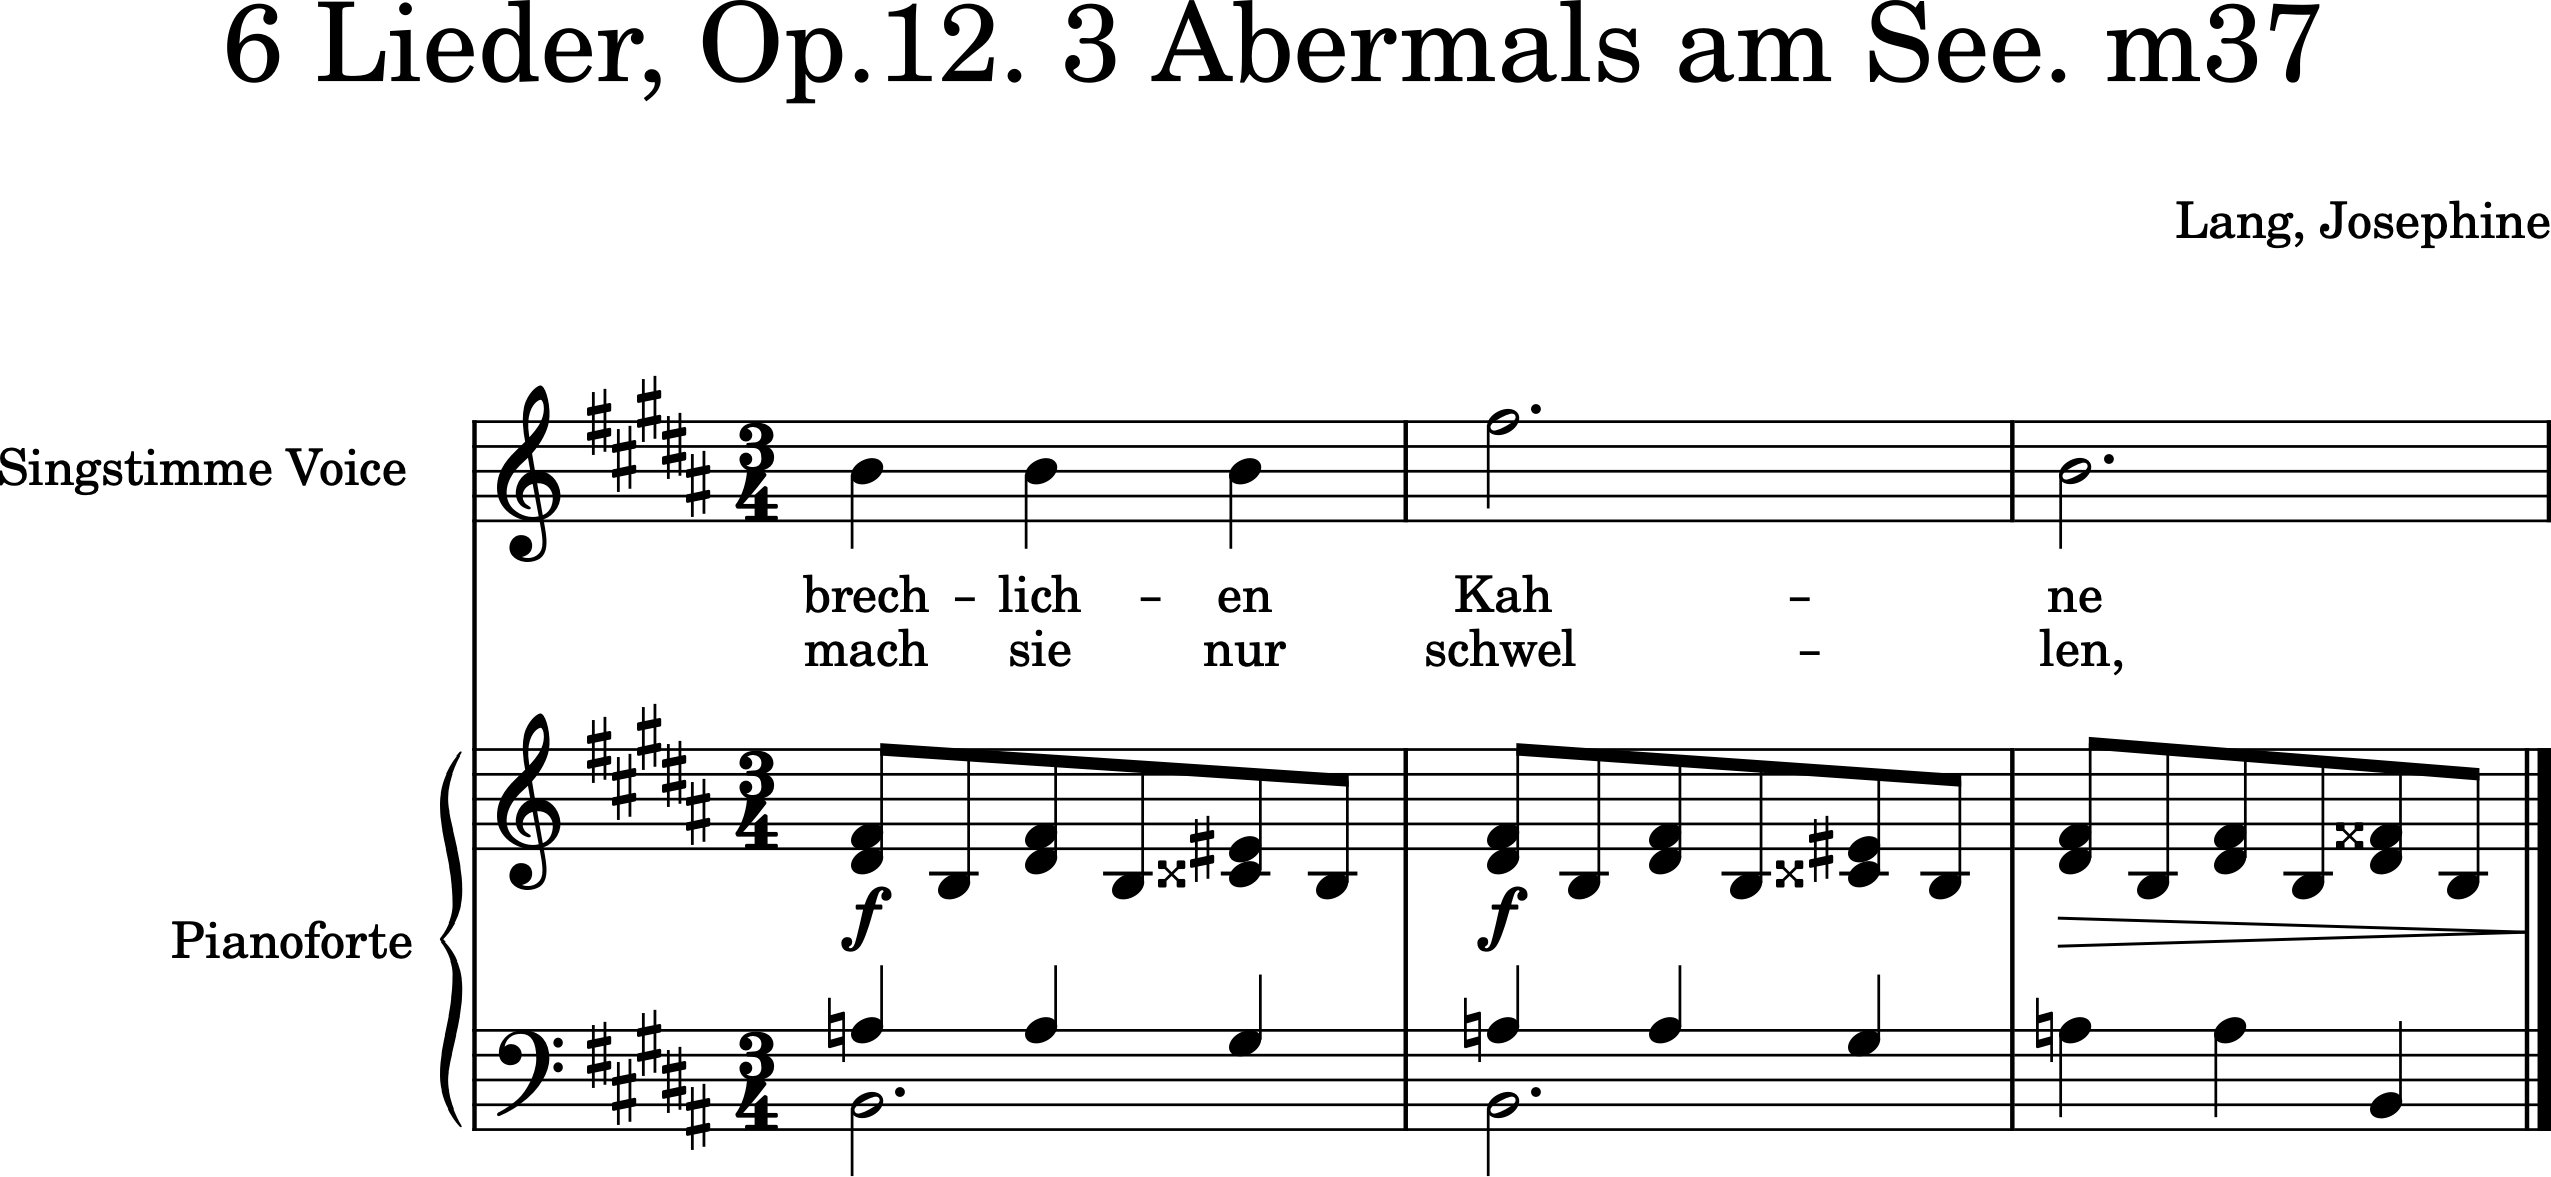 6 Lieder, Op.12. 3 Abermals am See. m37
Lang, Josephine
Singstimme Voice
brech – lich – en Kah – ne
mach sie nur schwel – len,
f f
Pianoforte